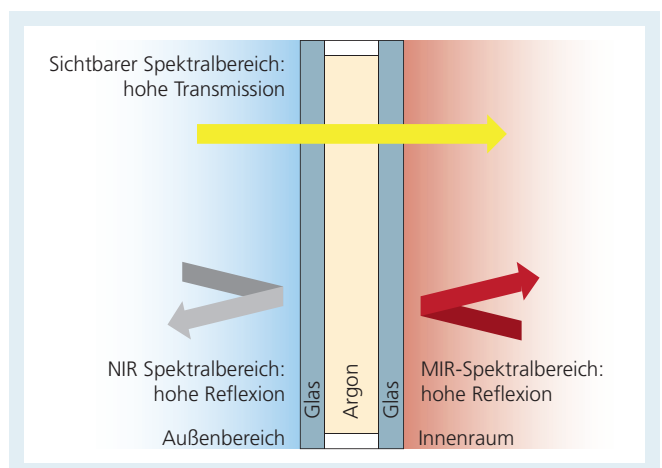 Sichtbarer Spektralbereich:
hohe Transmission
NIR Spektralbereich:
hohe Reflexion
Außenbereich
Glas
Argon
Glas
MIR-Spektralbereich:
hohe Reflexion
Innenraum